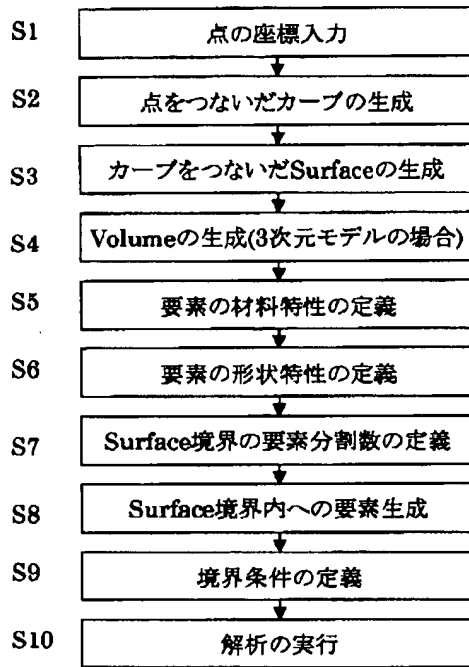 S1 点の座標入力
S2 点をつないだカーブの生成
S3 カーブをつないだSurfaceの生成
S4 Volumeの生成(3次元モデルの場合)
S5 要素の材料特性の定義
S6 要素の形状特性の定義
S7 Surface境界の要素分割数の定義
S8 Surface境界内への要素生成
S9 境界条件の定義
S10 解析の実行